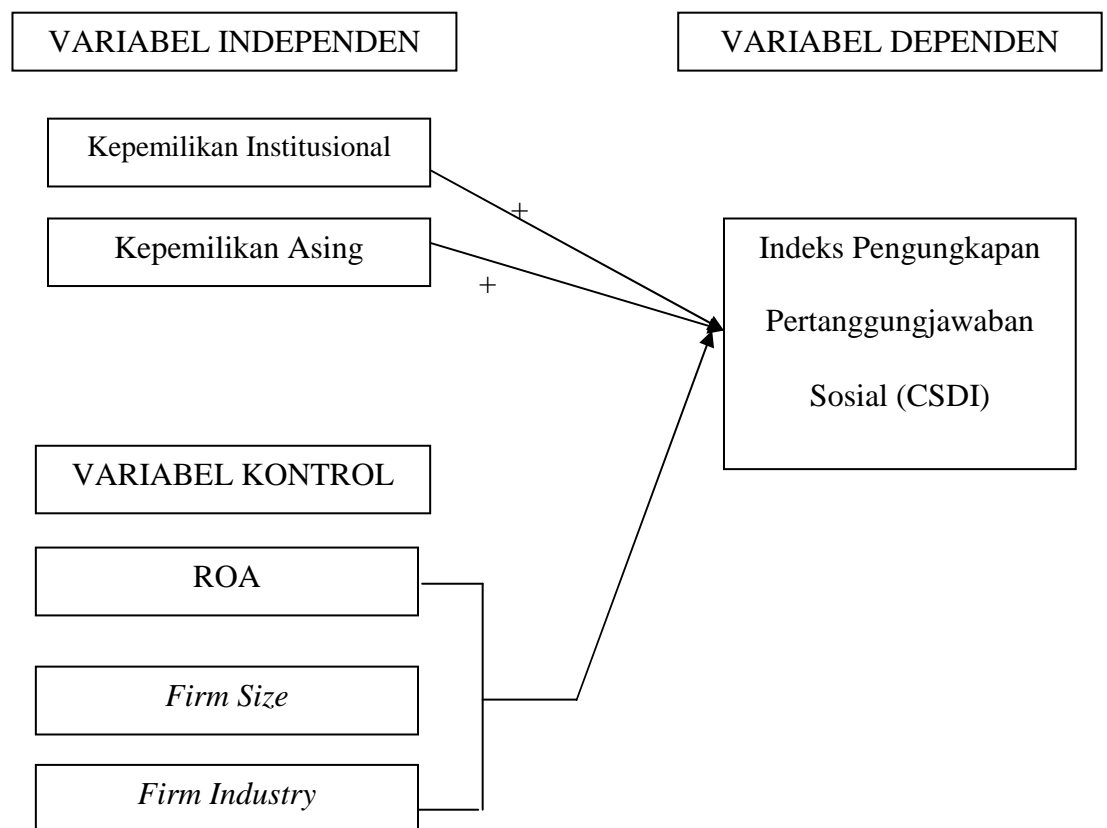 VARIABEL INDEPENDEN
VARIABEL DEPENDEN
Kepemilikan Institusional
+
Kepemilikan Asing
+
Indeks Pengungkapan
Pertanggungjawaban
Sosial (CSDI)
VARIABEL KONTROL
ROA
Firm Size
Firm Industry